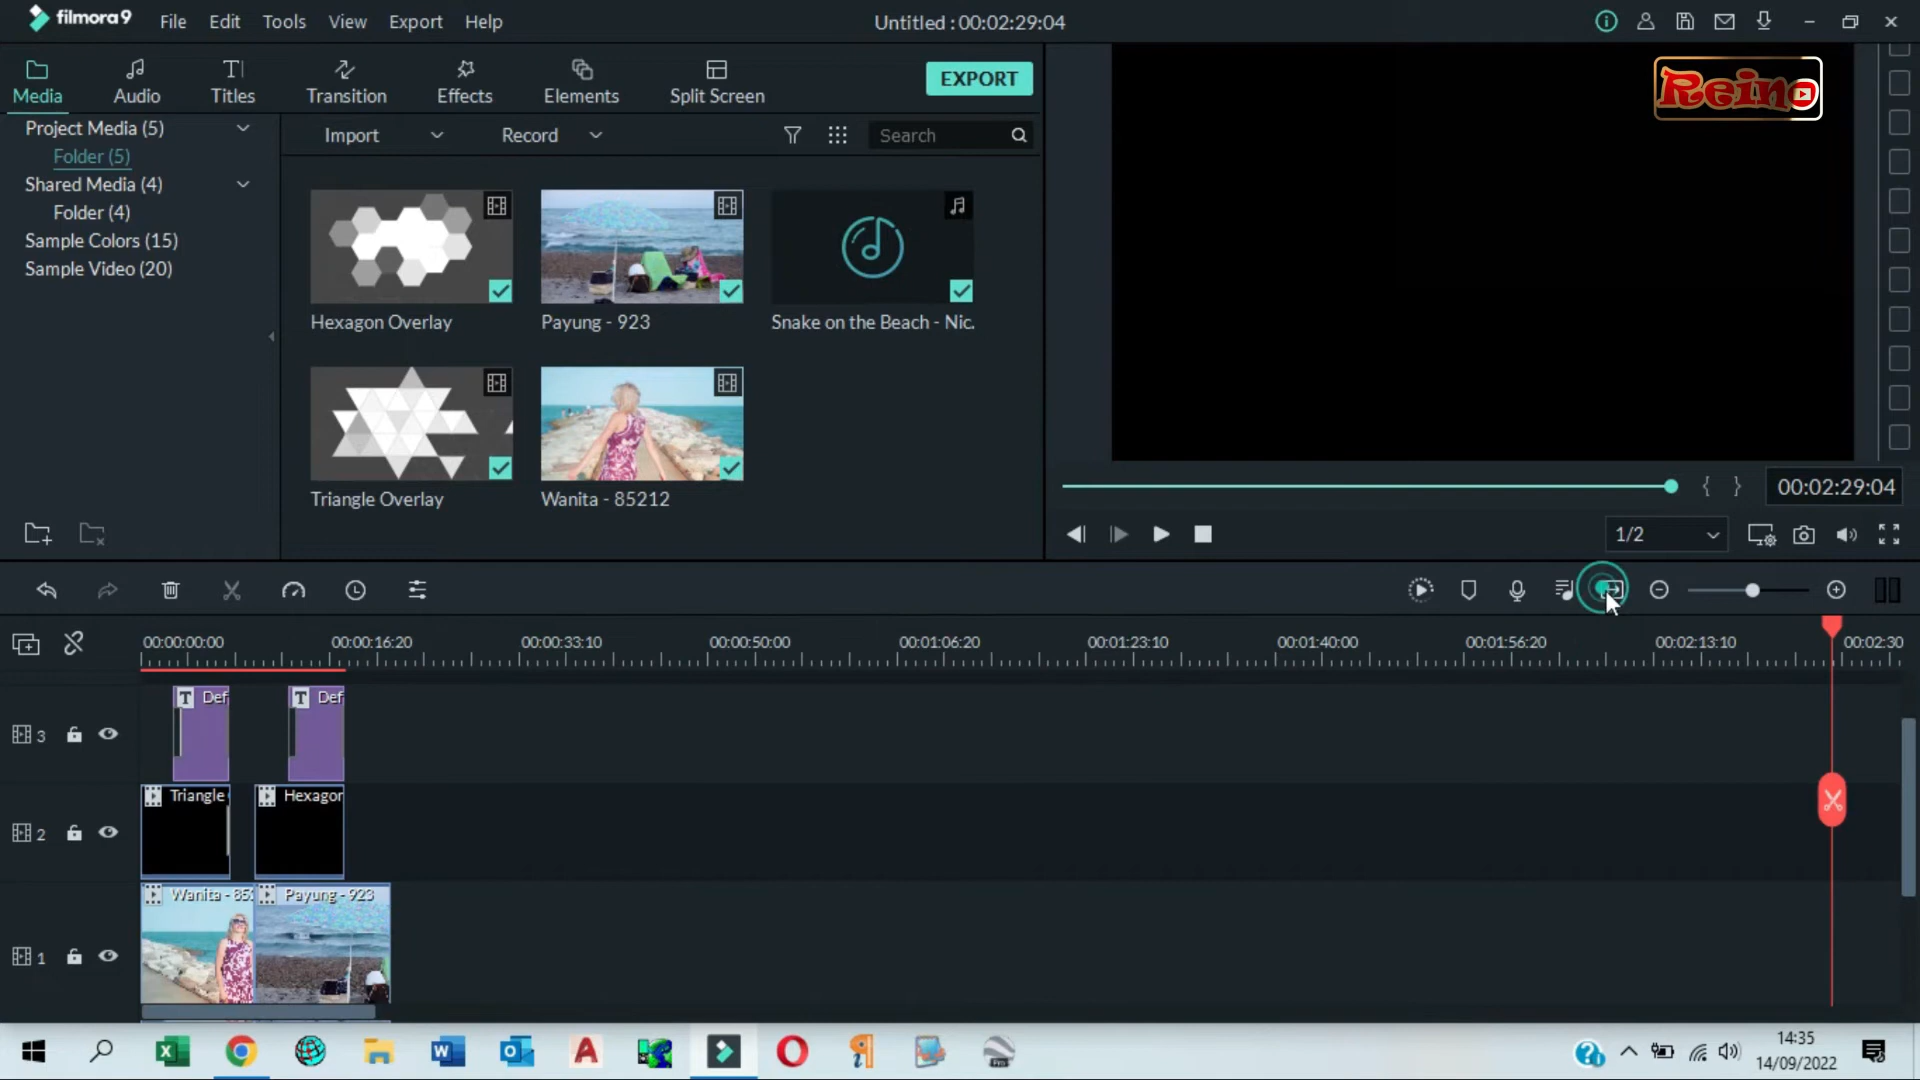 filmora9
File Edit Tools View Export Help
Untitled : 00:02:29:04
Media
Audio
Titles
Transition
Effects
Elements
Split Screen
EXPORT
Reino
Project Media (5)
Folder (5)
Shared Media (4)
Folder (4)
Sample Colors (15)
Sample Video (20)
Import
Record
Search
Hexagon Overlay
Payung - 923
Snake on the Beach - Nic.
Triangle Overlay
Wanita - 85212
{ }
00:02:29:04
1/2
00:00:00:00
00:00:16:20
00:00:33:10
00:00:50:00
00:01:06:20
00:01:23:10
00:01:40:00
00:01:56:20
00:02:13:10
00:02:30
3
T Def
T Def
2
Triangle
Hexagon
1
Wanita - 85
Payung - 923
14:35
14/09/2022